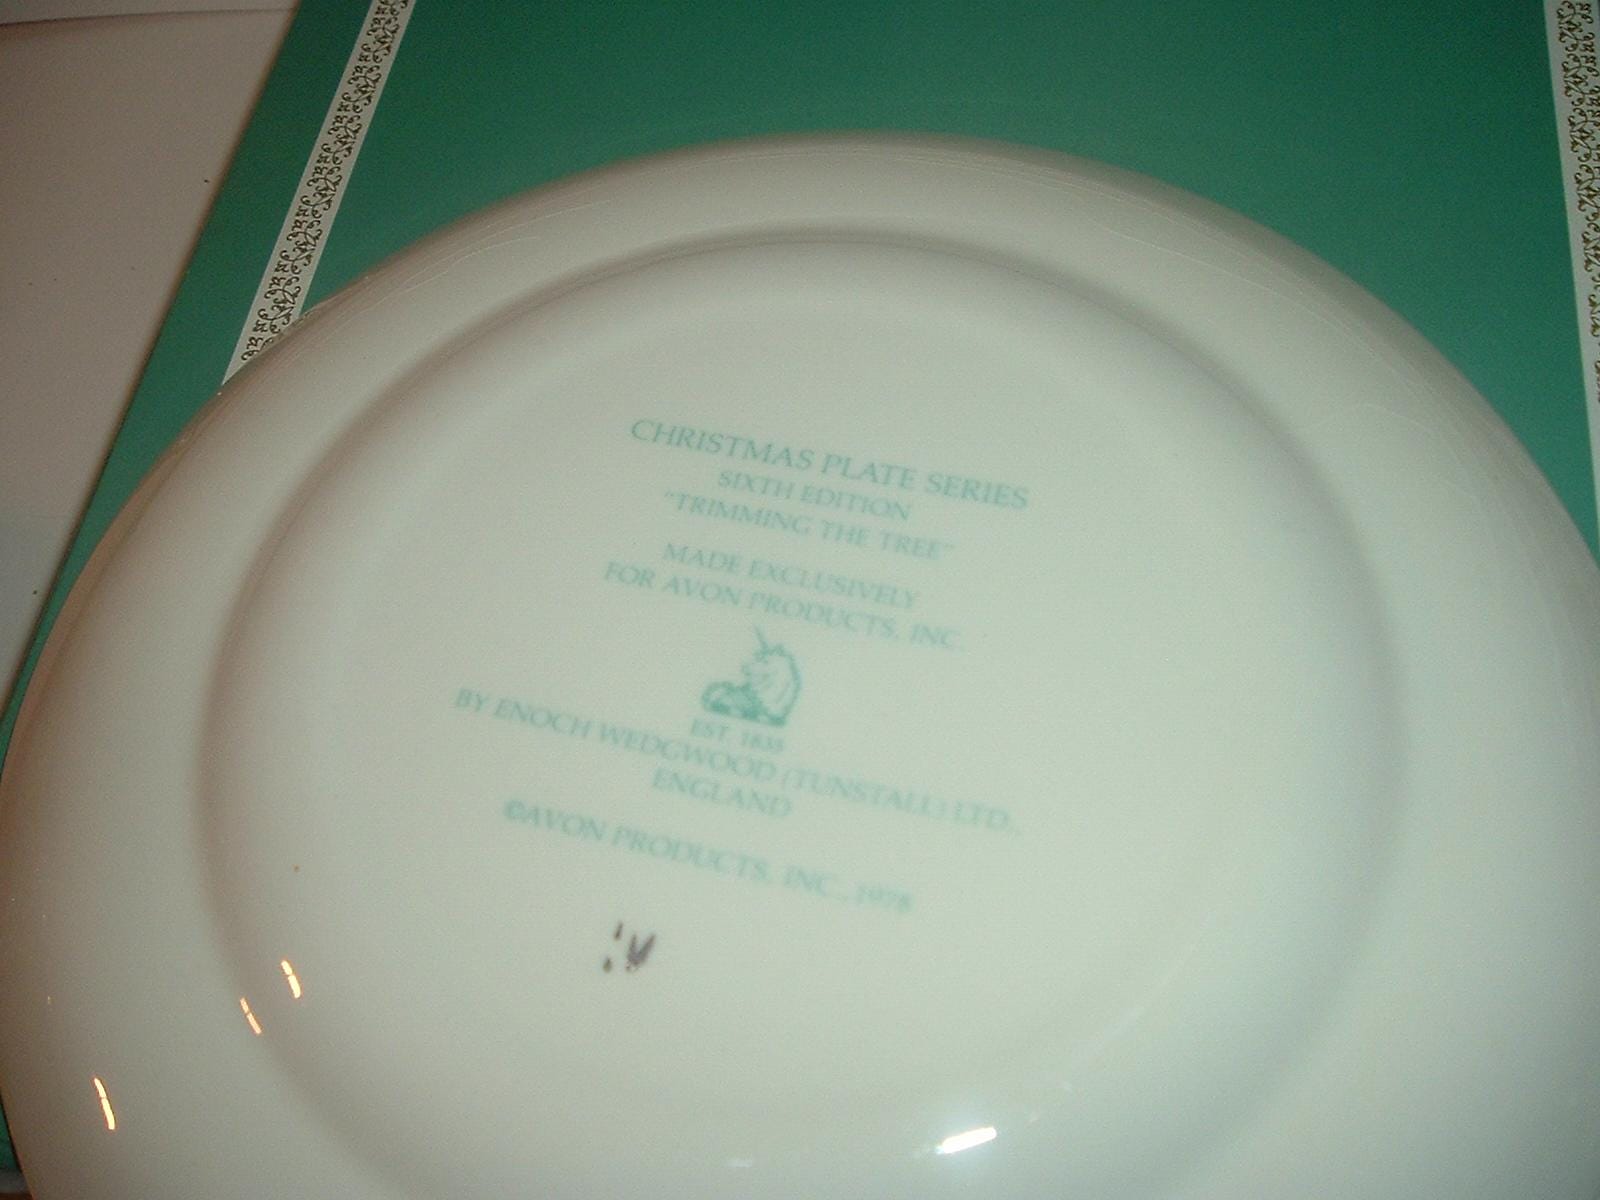 CHRISTMAS PLATE SERIES
SIXTH EDITION
"TRIMMING THE TREE"
MADE EXCLUSIVELY
FOR AVON PRODUCTS, INC.
EST. 1835
BY ENOCH WEDGWOOD (TUNSTALL) LTD.,
ENGLAND
©AVON PRODUCTS, INC., 1978